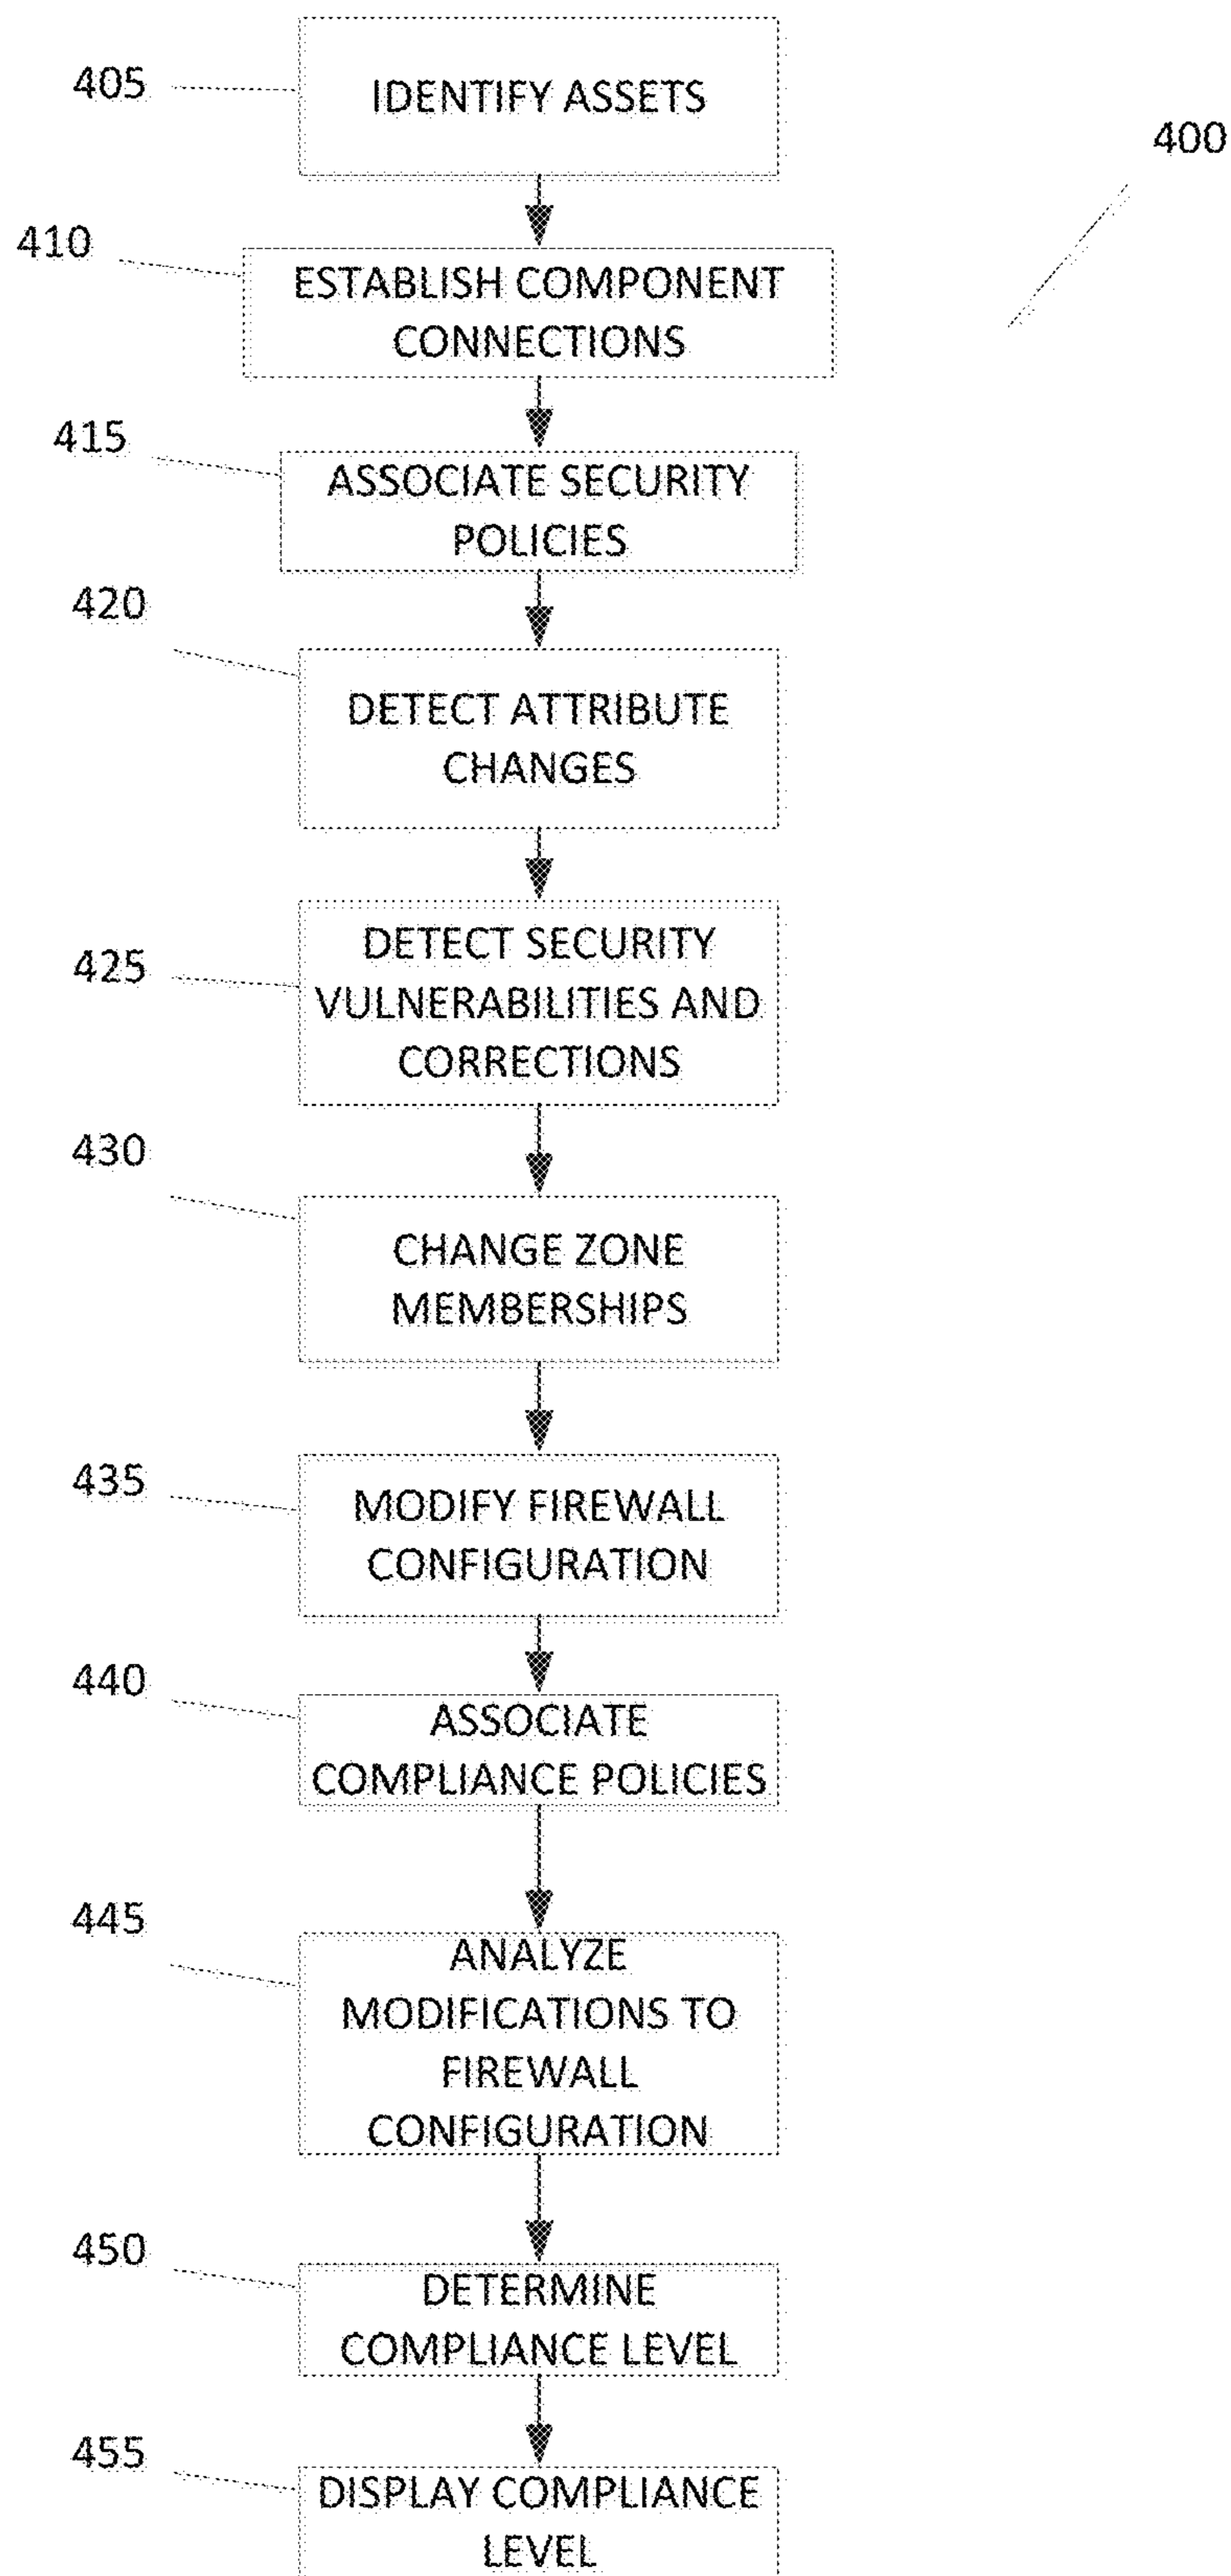 405
IDENTIFY ASSETS
400
410
ESTABLISH COMPONENT
CONNECTIONS
415
ASSOCIATE SECURITY
POLICIES
420
DETECT ATTRIBUTE
CHANGES
425
DETECT SECURITY
VULNERABILITIES AND
CORRECTIONS
430
CHANGE ZONE
MEMBERSHIPS
435
MODIFY FIREWALL
CONFIGURATION
440
ASSOCIATE
COMPLIANCE POLICIES
445
ANALYZE
MODIFICATIONS TO
FIREWALL
CONFIGURATION
450
DETERMINE
COMPLIANCE LEVEL
455
DISPLAY COMPLIANCE
LEVEL